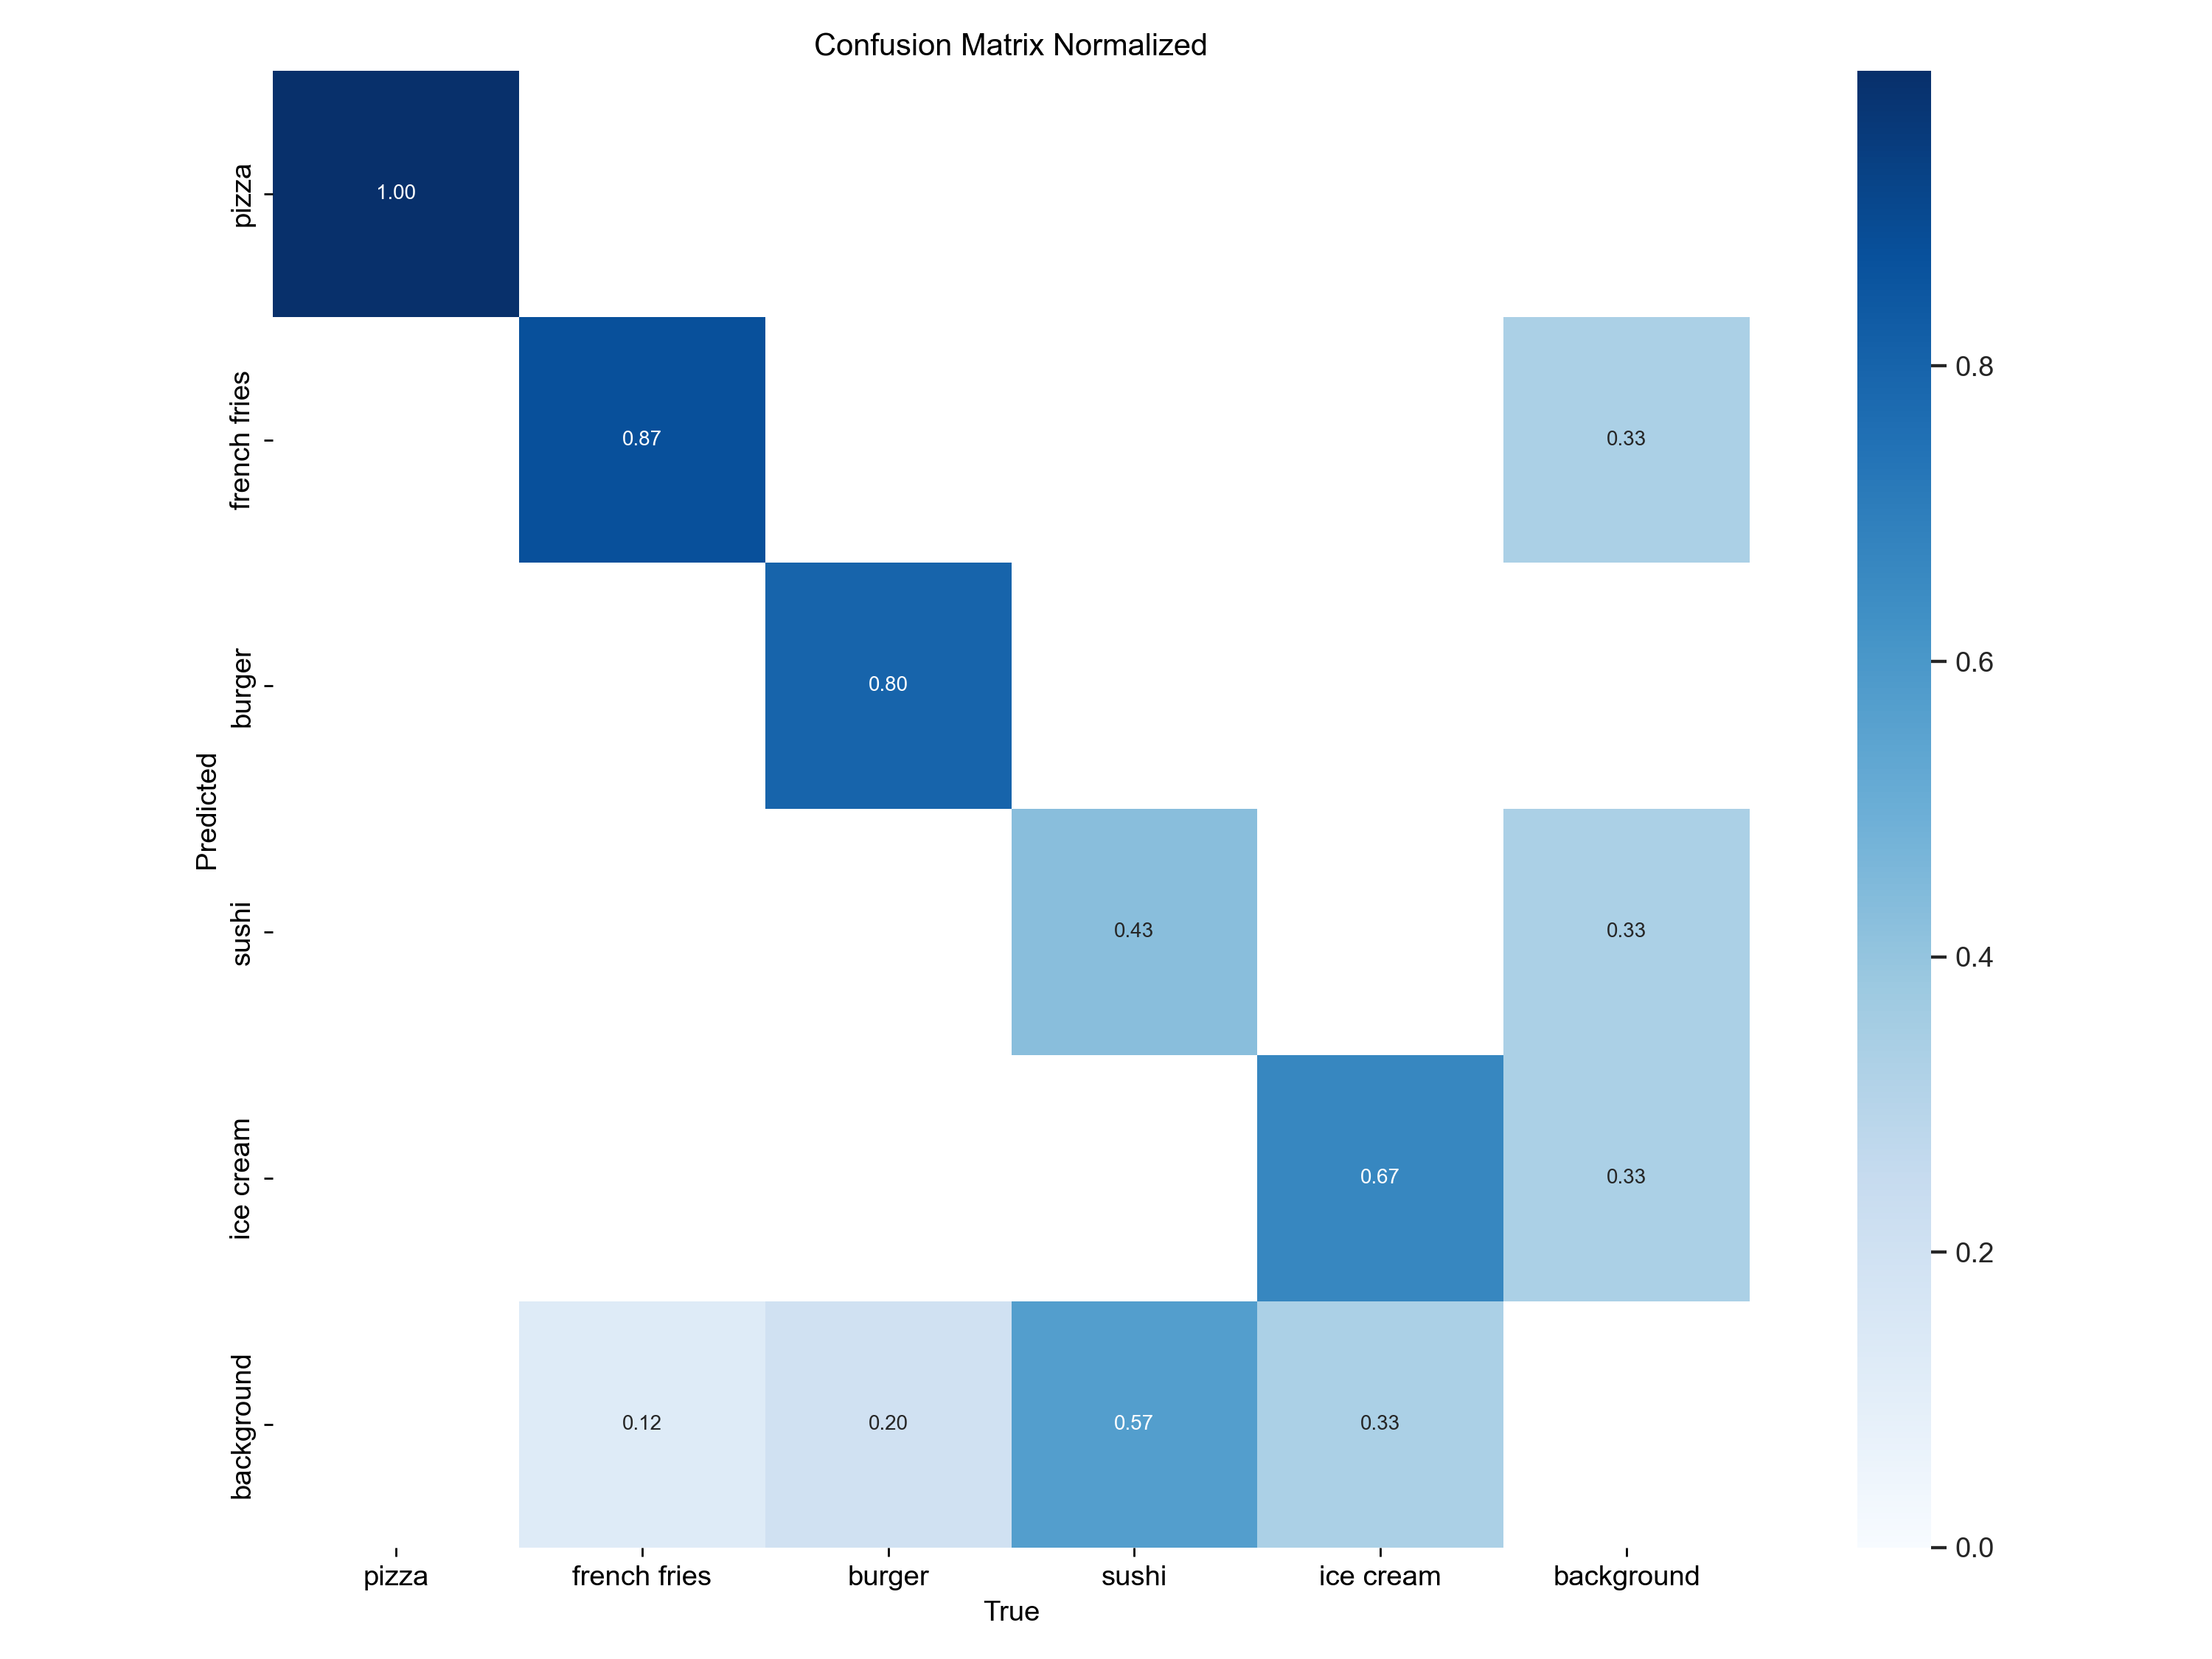 Confusion Matrix Normalized
pizza
1.00
french fries
0.87
0.33
0.8
burger
0.80
0.6
Predicted
sushi
0.43
0.33
0.4
ice cream
0.67
0.33
0.2
background
0.12
0.20
0.57
0.33
0.0
pizza
french fries
burger
sushi
ice cream
background
True